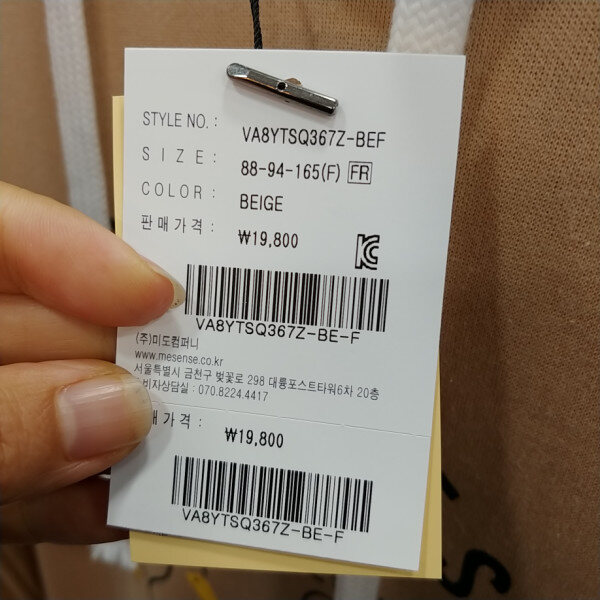 STYLE NO. : VA8YTSQ367Z-BEF
SIZE : 88-94-165(F) FR
COLOR : BEIGE
판매가격 : ₩19,800
KC
VA8YTSQ367Z-BE-F
(주)미도컴퍼니
www.mesense.co.kr
서울특별시 금천구 벚꽃로 298 대륭포스트타워6차 20층
비자상담실 : 070.8224.4417
매가격 : ₩19,800
VA8YTSQ367Z-BE-F
S